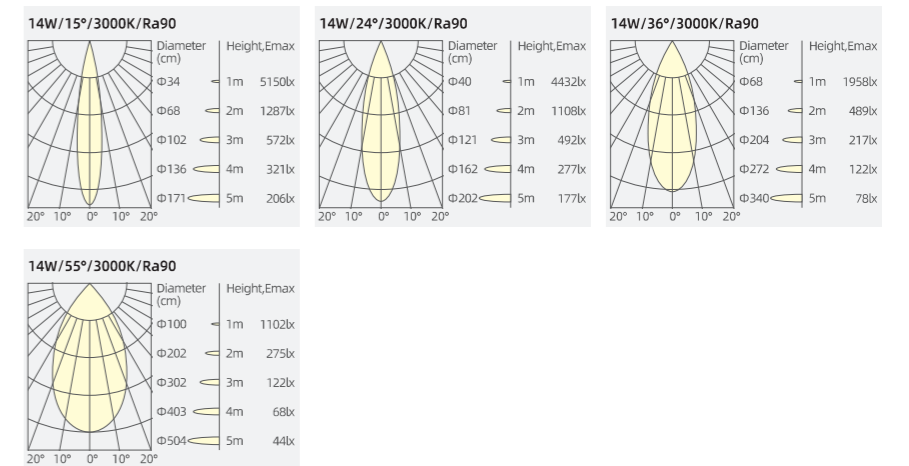 14W/15°/3000K/Ra90
Diameter Height,Emax
(cm)
Φ34 1m 5150lx
Φ68 2m 1287lx
Φ102 3m 572lx
Φ136 4m 321lx
Φ171 5m 206lx
20° 10° 0° 10° 20°
14W/24°/3000K/Ra90
Diameter Height,Emax
(cm)
Φ40 1m 4432lx
Φ81 2m 1108lx
Φ121 3m 492lx
Φ162 4m 277lx
Φ202 5m 177lx
20° 10° 0° 10° 20°
14W/36°/3000K/Ra90
Diameter Height,Emax
(cm)
Φ68 1m 1958lx
Φ136 2m 489lx
Φ204 3m 217lx
Φ272 4m 122lx
Φ340 5m 78lx
20° 10° 0° 10° 20°
14W/55°/3000K/Ra90
Diameter Height,Emax
(cm)
Φ100 1m 1102lx
Φ202 2m 275lx
Φ302 3m 122lx
Φ403 4m 68lx
Φ504 5m 44lx
20° 10° 0° 10° 20°